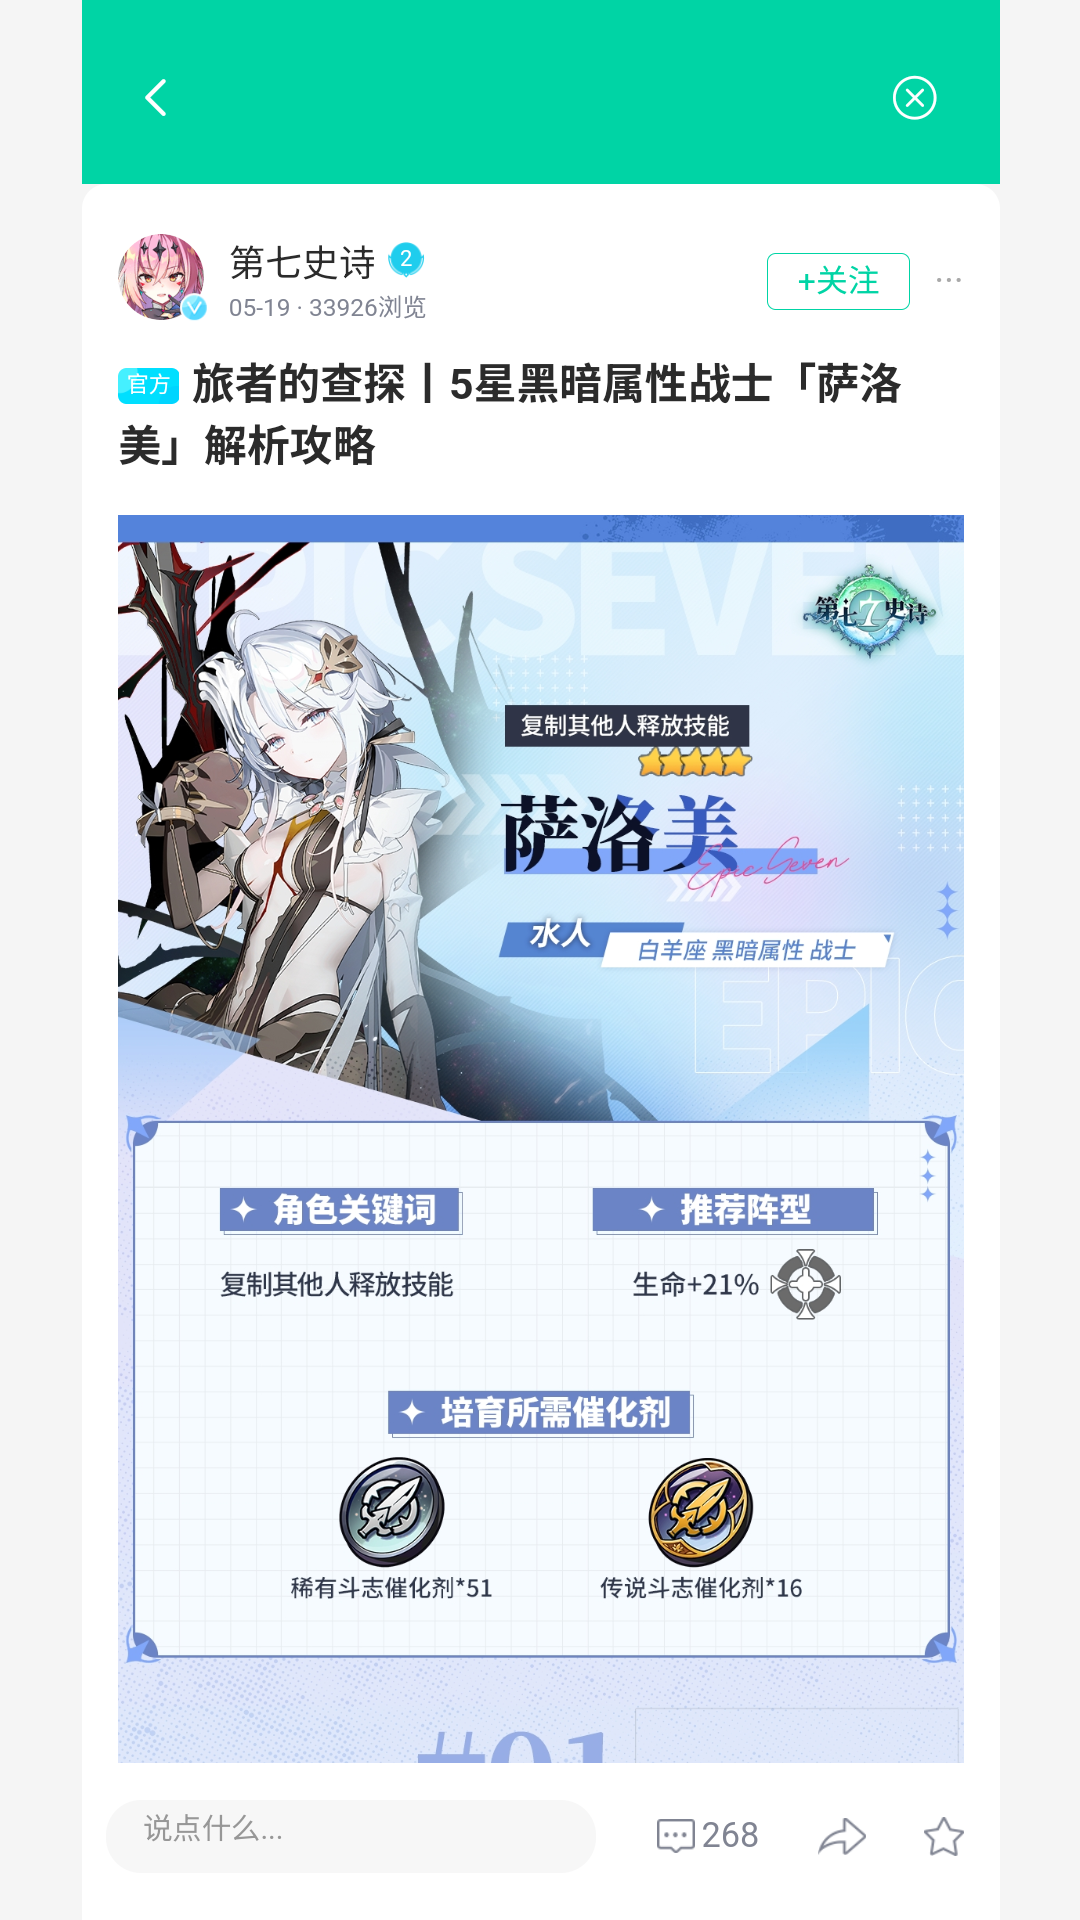 第七史诗 2
05-19 · 33926浏览
+关注
官方 旅者的查探丨5星黑暗属性战士「萨洛
美」解析攻略
EPIC SEVEN
第七7史诗
复制其他人释放技能
萨洛美
Epic Seven
水人
白羊座 黑暗属性 战士
EPIC
角色关键词
推荐阵型
复制其他人释放技能
生命+21%
培育所需催化剂
稀有斗志催化剂*51
传说斗志催化剂*16
#01
说点什么...
268